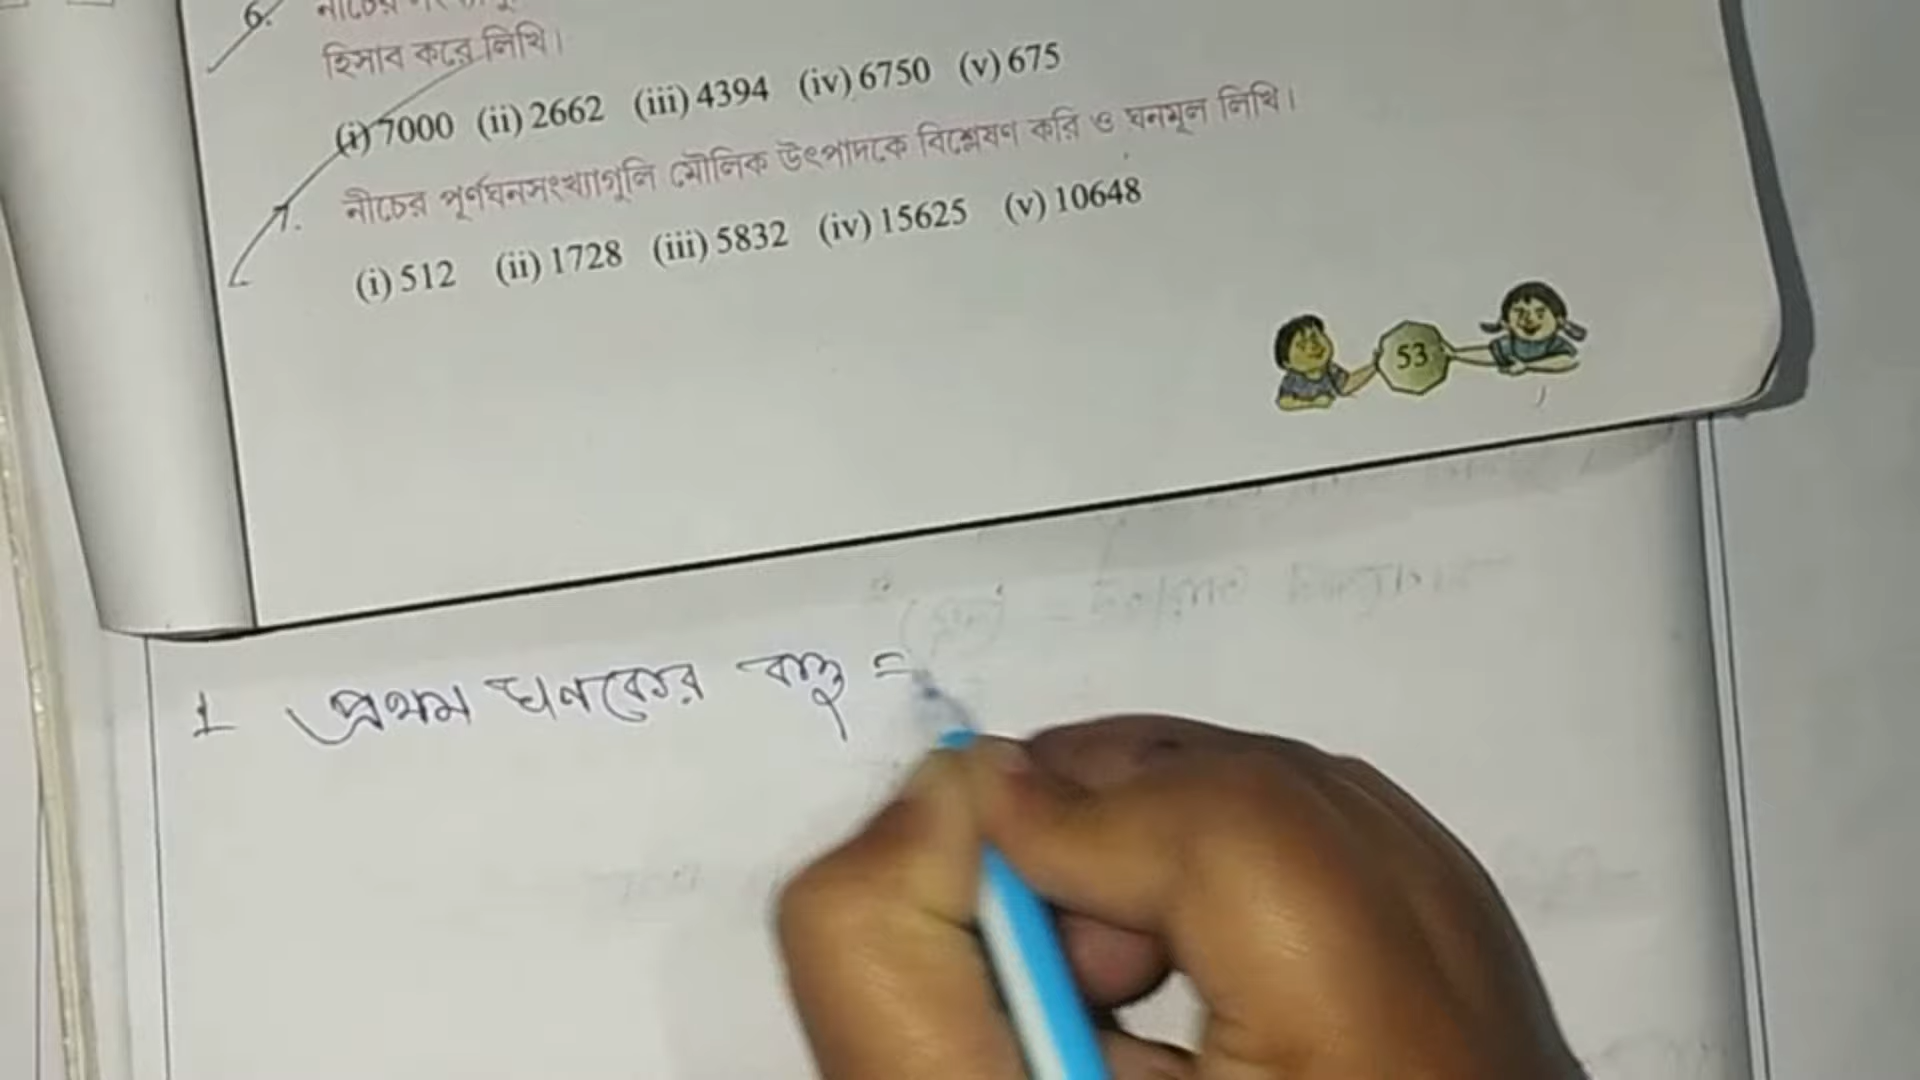 6. নীচের
হিসাব করে লিখি।
(i) 7000 (ii) 2662 (iii) 4394 (iv) 6750 (v) 675
7. নীচের পূর্ণঘনসংখ্যাগুলি মৌলিক উৎপাদকে বিশ্লেষণ করি ও ঘনমূল লিখি।
(i) 512 (ii) 1728 (iii) 5832 (iv) 15625 (v) 10648
53
1 প্রথম ঘনকের বাহু =